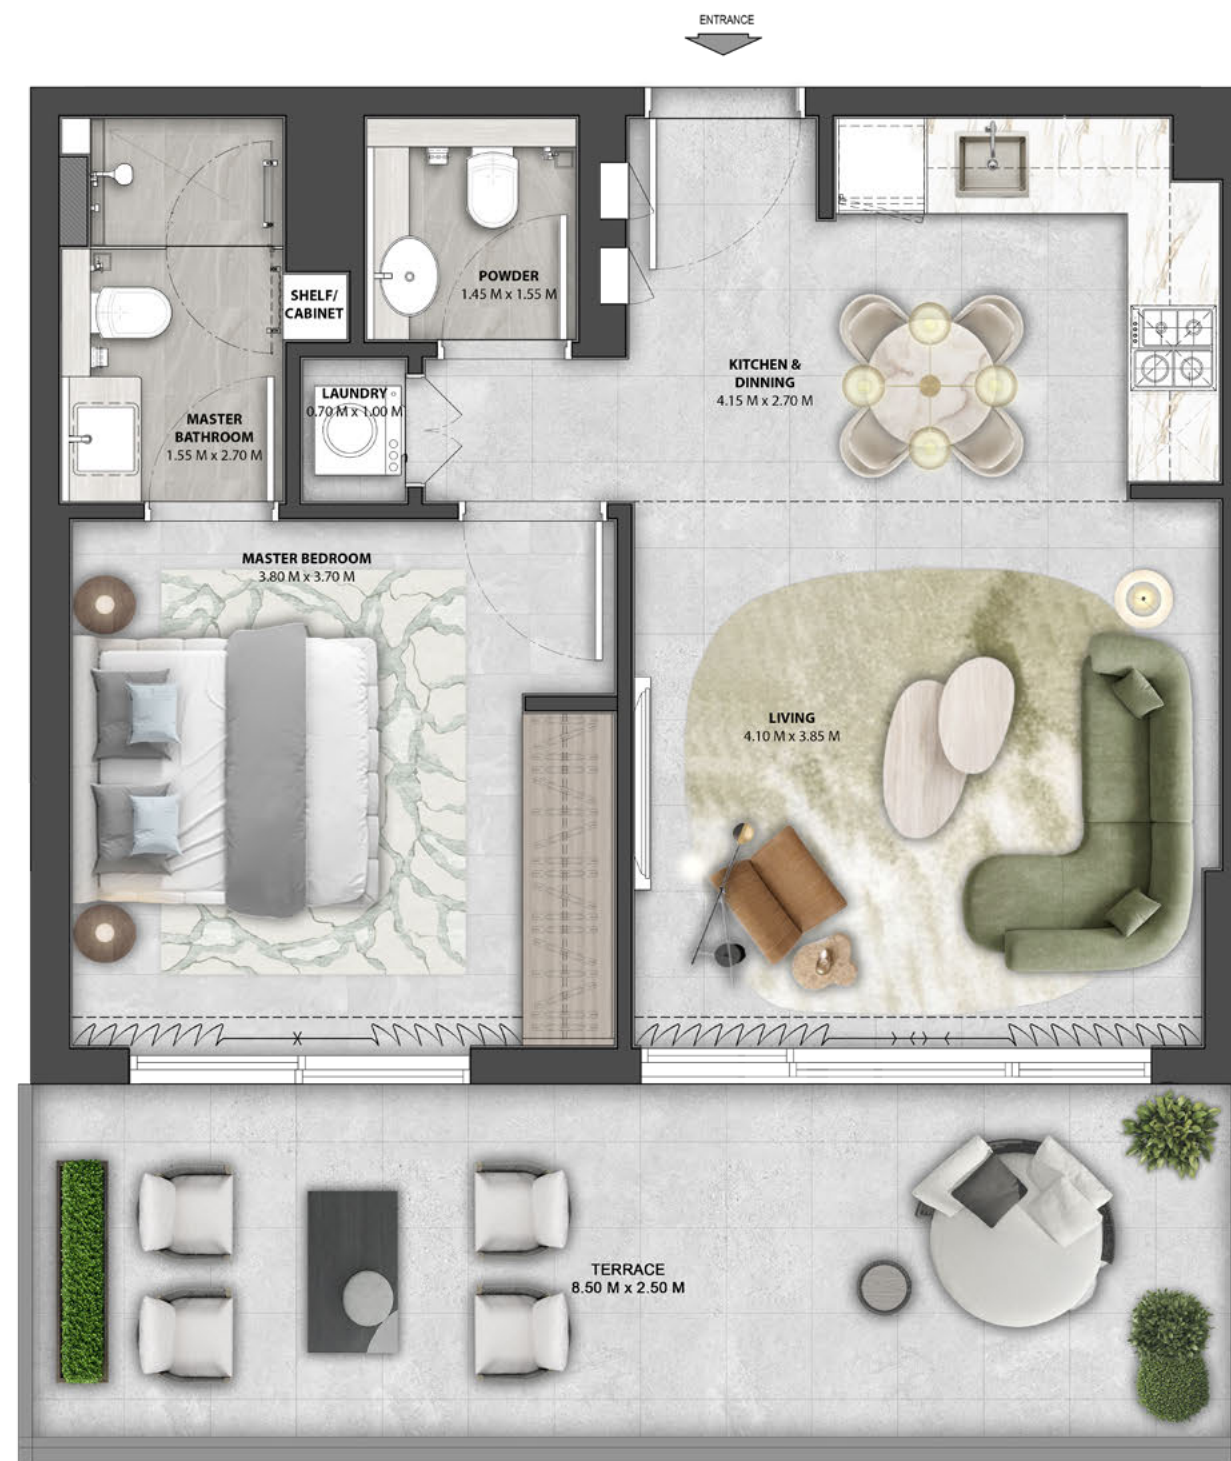 ENTRANCE
POWDER
1.45 M x 1.55 M
SHELF/
CABINET
KITCHEN &
DINNING
4.15 M x 2.70 M
LAUNDRY
0.70 M x 1.00 M
MASTER
BATHROOM
1.55 M x 2.70 M
MASTER BEDROOM
3.80 M x 3.70 M
LIVING
4.10 M x 3.85 M
TERRACE
8.50 M x 2.50 M